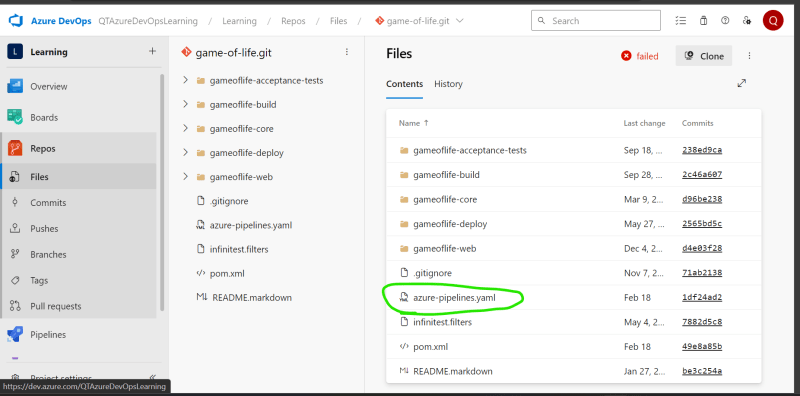 Azure DevOps QTAzureDevOpsLearning / Learning / Repos / Files / game-of-life.git Search Q
L Learning +
Overview
Boards
Repos
Files
Commits
Pushes
Branches
Tags
Pull requests
Pipelines
Project settings
https://dev.azure.com/QTAzureDevOpsLearning
game-of-life.git
gameoflife-acceptance-tests
gameoflife-build
gameoflife-core
gameoflife-deploy
gameoflife-web
.gitignore
azure-pipelines.yaml
infinitest.filters
pom.xml
README.markdown
Files failed Clone
Contents History
Name ↑ Last change Commits
gameoflife-acceptance-tests Sep 18, ... 238ed9ca
gameoflife-build Sep 28, ... 2c46a607
gameoflife-core Mar 9, 2... d96be238
gameoflife-deploy May 27, ... 2565bd5c
gameoflife-web Dec 4, 2... d4e03f28
.gitignore Nov 7, 2... 71ab2138
azure-pipelines.yaml Feb 18 1df24ad2
infinitest.filters May 4, 2... 7882d5c8
pom.xml Feb 18 49e8a85b
README.markdown Jan 27, ... be3c254a